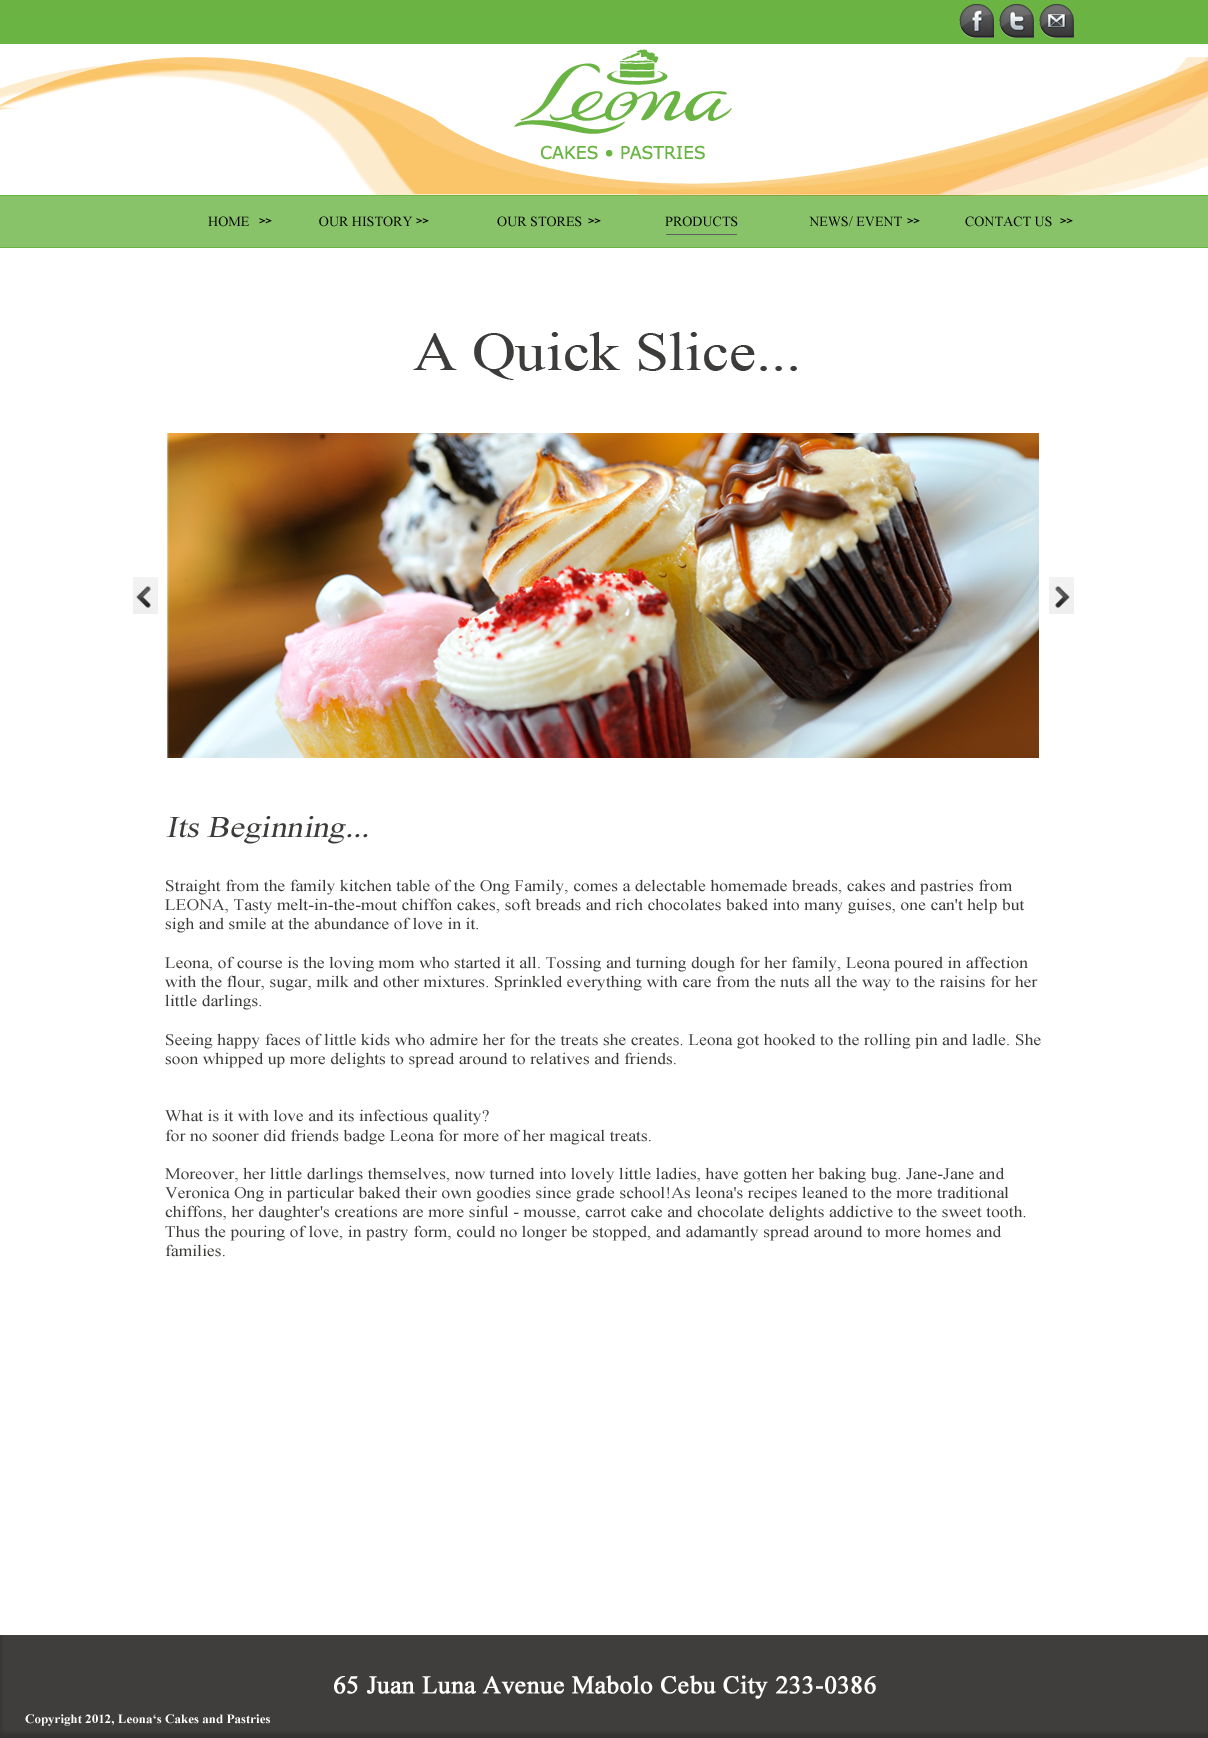 Leona
CAKES • PASTRIES
HOME >> OUR HISTORY >> OUR STORES >> PRODUCTS NEWS/ EVENT >> CONTACT US >>
A Quick Slice...
Its Beginning...
Straight from the family kitchen table of the Ong Family, comes a delectable homemade breads, cakes and pastries from
LEONA, Tasty melt-in-the-mout chiffon cakes, soft breads and rich chocolates baked into many guises, one can't help but
sigh and smile at the abundance of love in it.
Leona, of course is the loving mom who started it all. Tossing and turning dough for her family, Leona poured in affection
with the flour, sugar, milk and other mixtures. Sprinkled everything with care from the nuts all the way to the raisins for her
little darlings.
Seeing happy faces of little kids who admire her for the treats she creates. Leona got hooked to the rolling pin and ladle. She
soon whipped up more delights to spread around to relatives and friends.
What is it with love and its infectious quality?
for no sooner did friends badge Leona for more of her magical treats.
Moreover, her little darlings themselves, now turned into lovely little ladies, have gotten her baking bug. Jane-Jane and
Veronica Ong in particular baked their own goodies since grade school!As leona's recipes leaned to the more traditional
chiffons, her daughter's creations are more sinful - mousse, carrot cake and chocolate delights addictive to the sweet tooth.
Thus the pouring of love, in pastry form, could no longer be stopped, and adamantly spread around to more homes and
families.
65 Juan Luna Avenue Mabolo Cebu City 233-0386
Copyright 2012, Leona‘s Cakes and Pastries